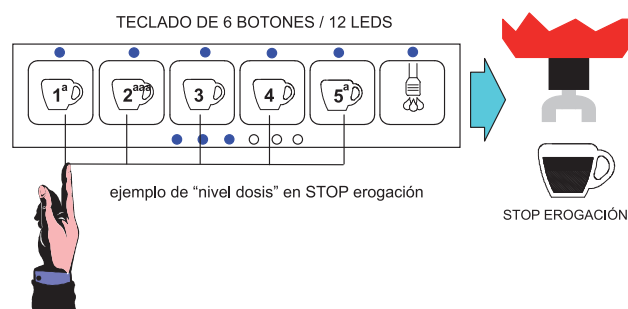 TECLADO DE 6 BOTONES / 12 LEDS
1ª 2ªªª 3 4 5ª
ejemplo de “nivel dosis” en STOP erogación
STOP EROGACIÓN